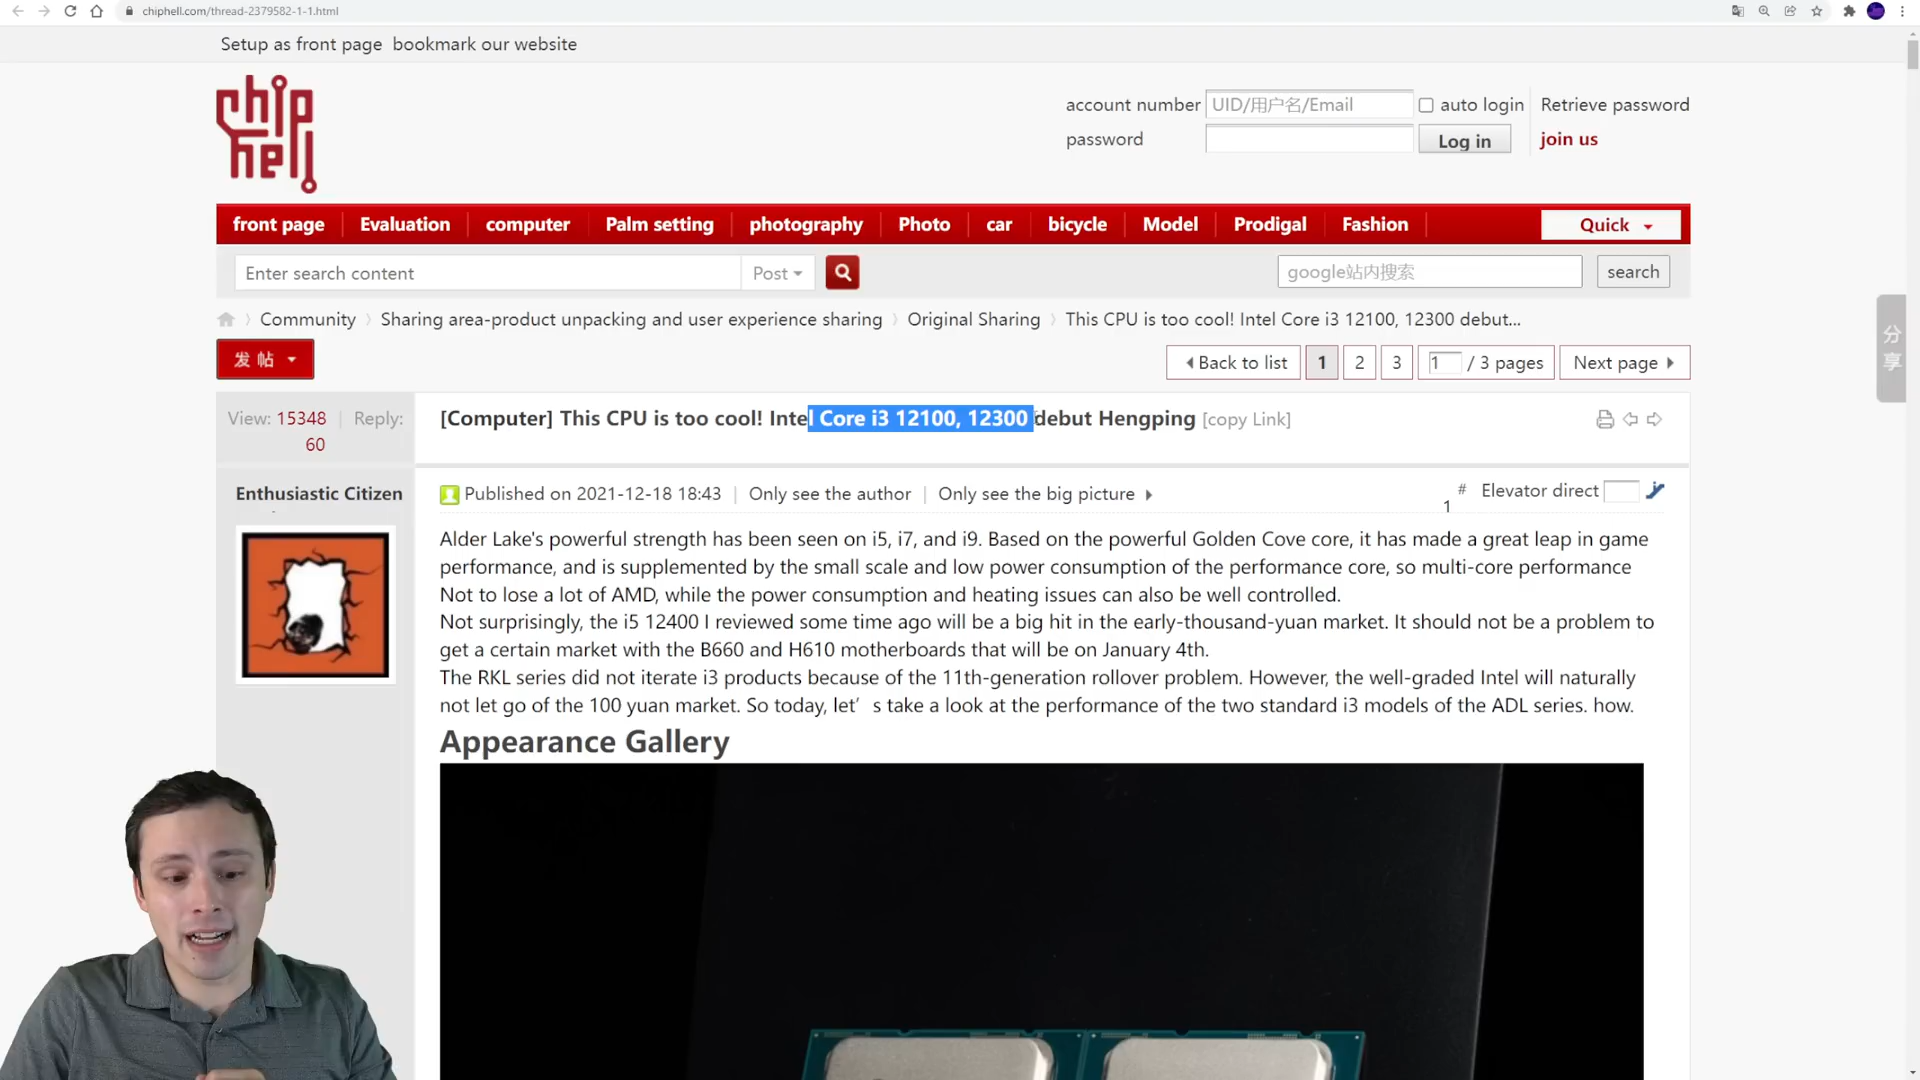 chiphell.com/thread-2379582-1-1.html
Setup as front page bookmark our website
chip
hell
account number UID/用户名/Email auto login Retrieve password
password Log in join us
front page Evaluation computer Palm setting photography Photo car bicycle Model Prodigal Fashion Quick
Enter search content Post google站内搜索 search
Community Sharing area-product unpacking and user experience sharing Original Sharing This CPU is too cool! Intel Core i3 12100, 12300 debut...
发帖 Back to list 1 2 3 1 / 3 pages Next page
分享
View: 15348 Reply:
60
[Computer] This CPU is too cool! Intel Core i3 12100, 12300 debut Hengping [copy Link]
Enthusiastic Citizen
Published on 2021-12-18 18:43 Only see the author Only see the big picture 1 # Elevator direct
Alder Lake's powerful strength has been seen on i5, i7, and i9. Based on the powerful Golden Cove core, it has made a great leap in game
performance, and is supplemented by the small scale and low power consumption of the performance core, so multi-core performance
Not to lose a lot of AMD, while the power consumption and heating issues can also be well controlled.
Not surprisingly, the i5 12400 I reviewed some time ago will be a big hit in the early-thousand-yuan market. It should not be a problem to
get a certain market with the B660 and H610 motherboards that will be on January 4th.
The RKL series did not iterate i3 products because of the 11th-generation rollover problem. However, the well-graded Intel will naturally
not let go of the 100 yuan market. So today, let’s take a look at the performance of the two standard i3 models of the ADL series. how.
Appearance Gallery